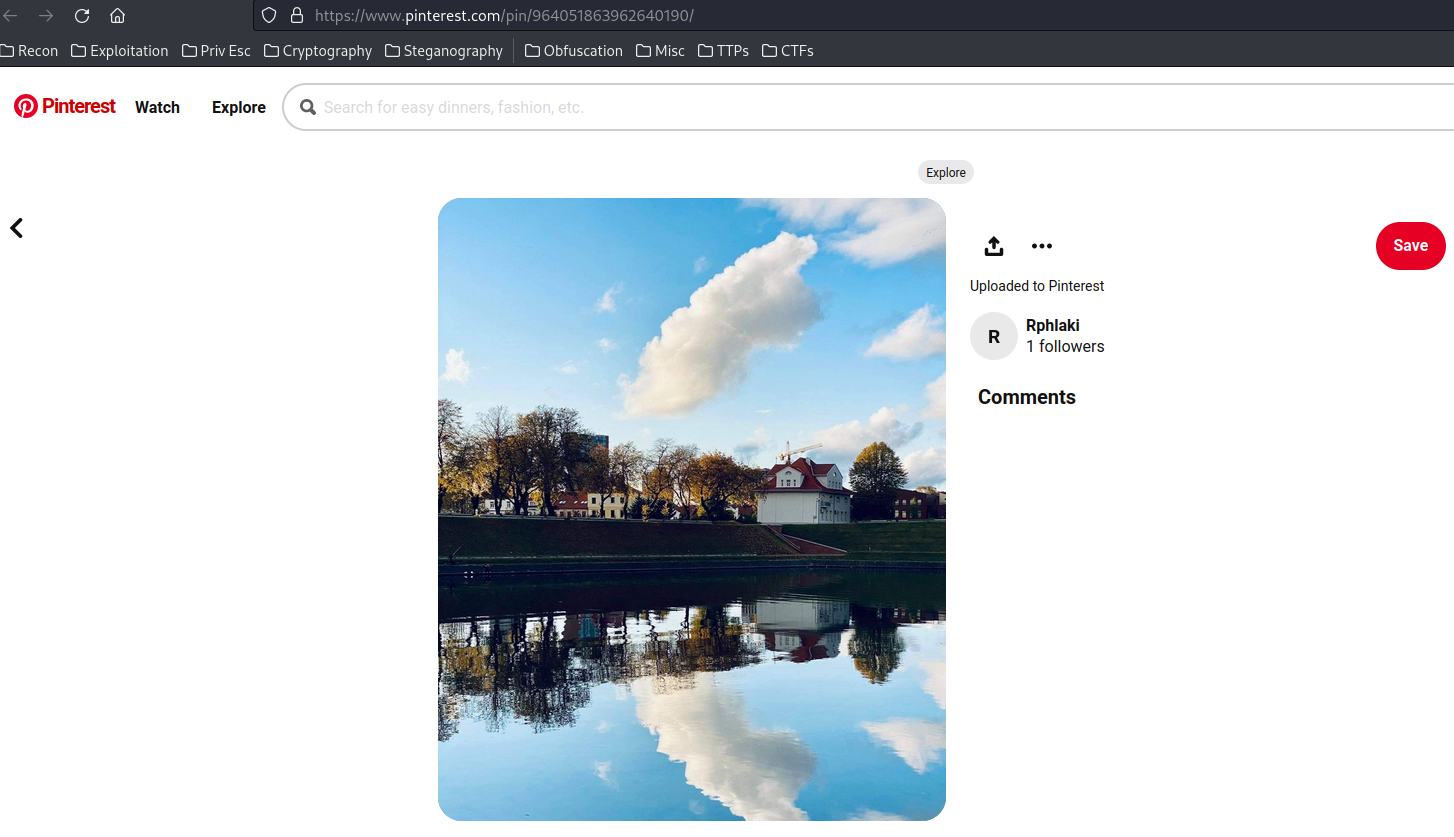 https://www.pinterest.com/pin/964051863962640190/
Recon Exploitation Priv Esc Cryptography Steganography Obfuscation Misc TTPs CTFs
Pinterest Watch Explore Search for easy dinners, fashion, etc.
Explore
Save
Uploaded to Pinterest
R
Rphlaki
1 followers
Comments